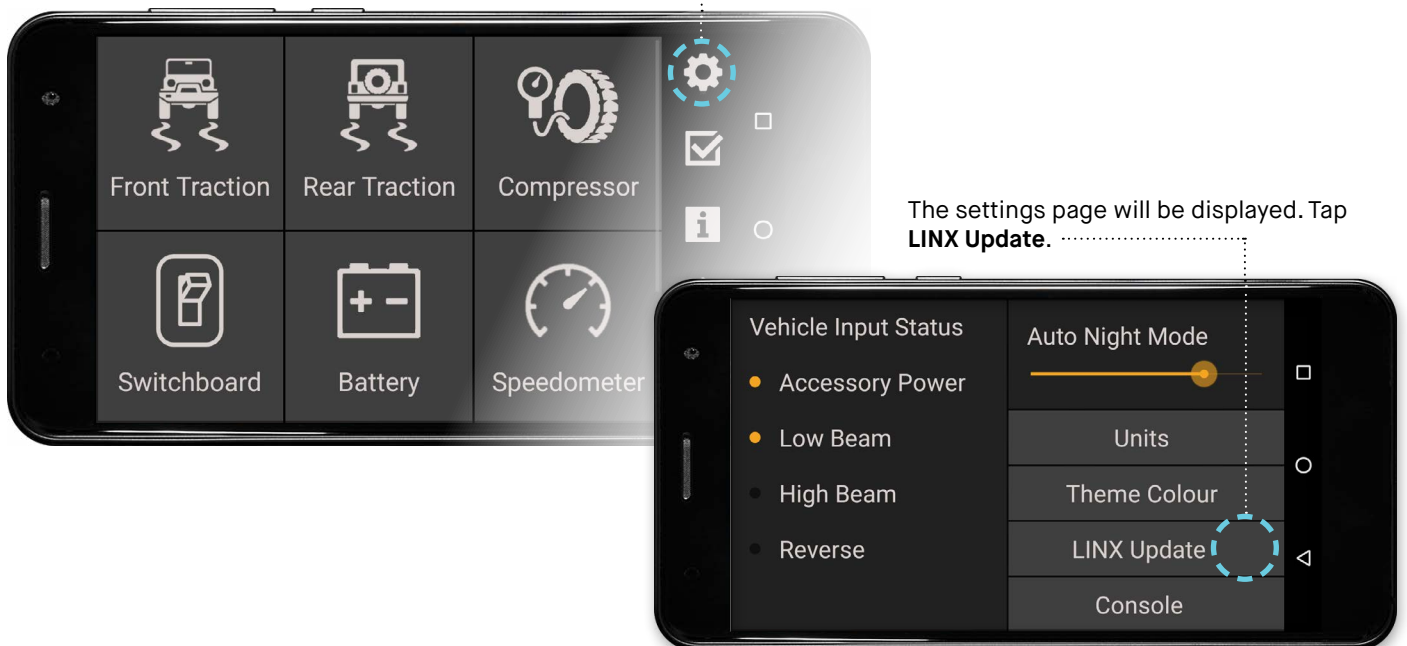 Front Traction
Rear Traction
Compressor
Switchboard
Battery
Speedometer
The settings page will be displayed. Tap
LINX Update.
Vehicle Input Status
Accessory Power
Low Beam
High Beam
Reverse
Auto Night Mode
Units
Theme Colour
LINX Update
Console